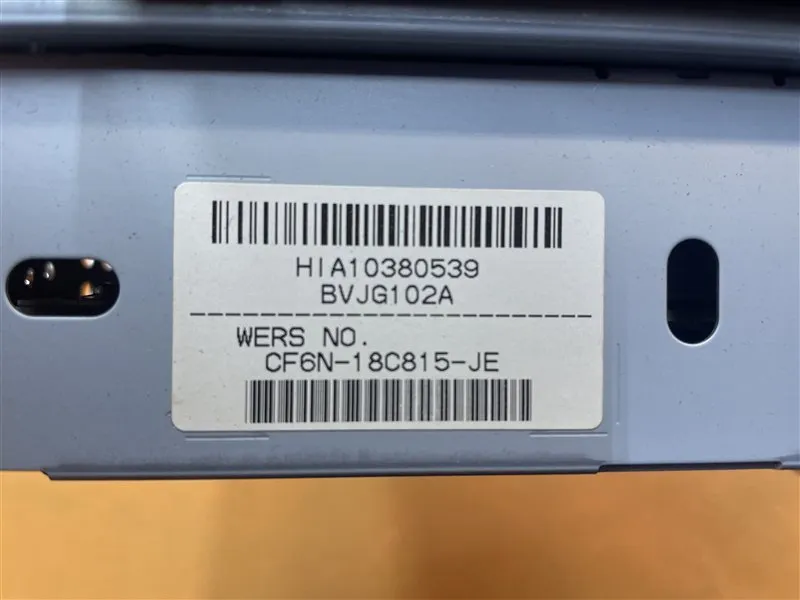 HIA10380539
BVJG102A
WERS NO.
CF6N-18C815-JE